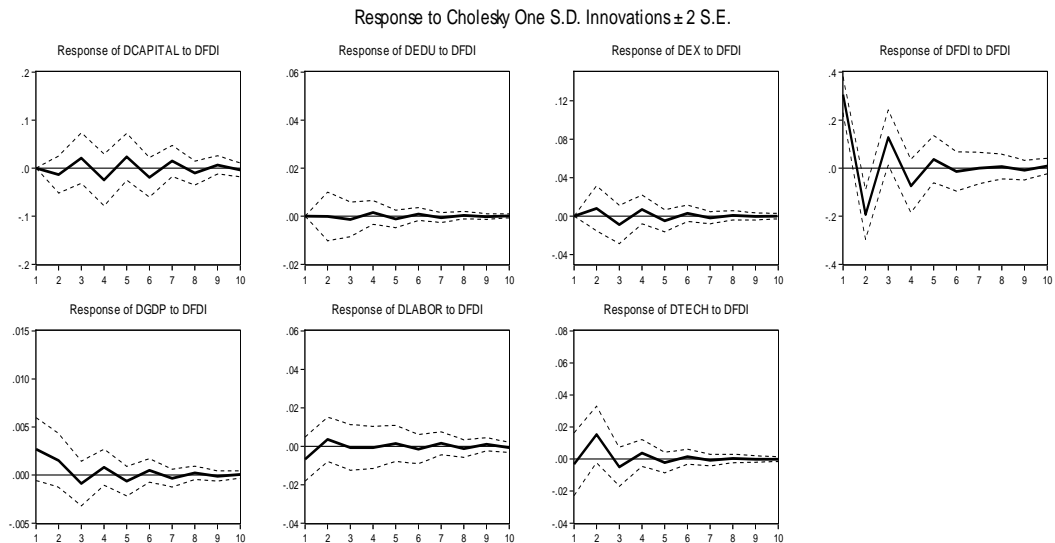 Response to Cholesky One S.D. Innovations ± 2 S.E.
Response of DCAPITAL to DFDI
.2
.1
.0
-.1
-.2
1 2 3 4 5 6 7 8 9 10
Response of DEDU to DFDI
.06
.04
.02
.00
-.02
1 2 3 4 5 6 7 8 9 10
Response of DEX to DFDI
.12
.08
.04
.00
-.04
1 2 3 4 5 6 7 8 9 10
Response of DFDI to DFDI
.4
.2
.0
-.2
-.4
1 2 3 4 5 6 7 8 9 10
Response of DGDP to DFDI
.015
.010
.005
.000
-.005
1 2 3 4 5 6 7 8 9 10
Response of DLABOR to DFDI
.06
.04
.02
.00
-.02
-.04
1 2 3 4 5 6 7 8 9 10
Response of DTECH to DFDI
.08
.06
.04
.02
.00
-.02
-.04
1 2 3 4 5 6 7 8 9 10